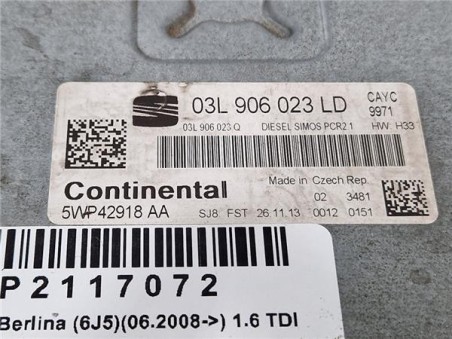 03L 906 023 LD
CAYC
9971
03L 906 023 Q DIESEL SIMOS PCR2.1 HW: H33
Continental
Made in Czech Rep.
02 3481
5WP42918 AA SJ8 FST 26.11.13 0012 0151
P2117072
Berlina (6J5)(06.2008->) 1.6 TDI